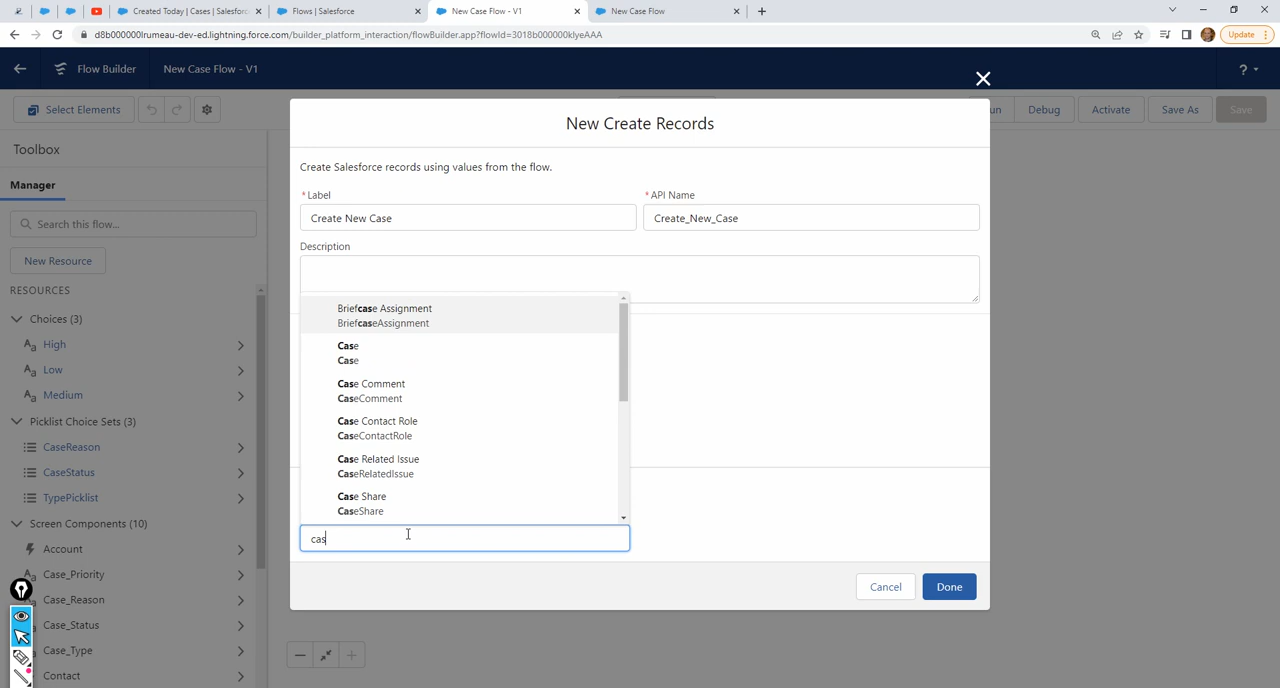 Created Today | Cases | Salesforc
Flows | Salesforce
New Case Flow - V1
New Case Flow
d8b000000lrumeau-dev-ed.lightning.force.com/builder_platform_interaction/flowBuilder.app?flowId=3018b000000klyeAAA
Update
Flow Builder
New Case Flow - V1
?
Select Elements
un
Debug
Activate
Save As
Save
Toolbox
Manager
Search this flow...
New Resource
RESOURCES
Choices (3)
High
Low
Medium
Picklist Choice Sets (3)
CaseReason
CaseStatus
TypePicklist
Screen Components (10)
Account
Case_Priority
Case_Reason
Case_Status
Case_Type
Contact
New Create Records
Create Salesforce records using values from the flow.
* Label
* API Name
Create New Case
Create_New_Case
Description
Briefcase Assignment
BriefcaseAssignment
Case
Case
Case Comment
CaseComment
Case Contact Role
CaseContactRole
Case Related Issue
CaseRelatedIssue
Case Share
CaseShare
cas
Cancel
Done